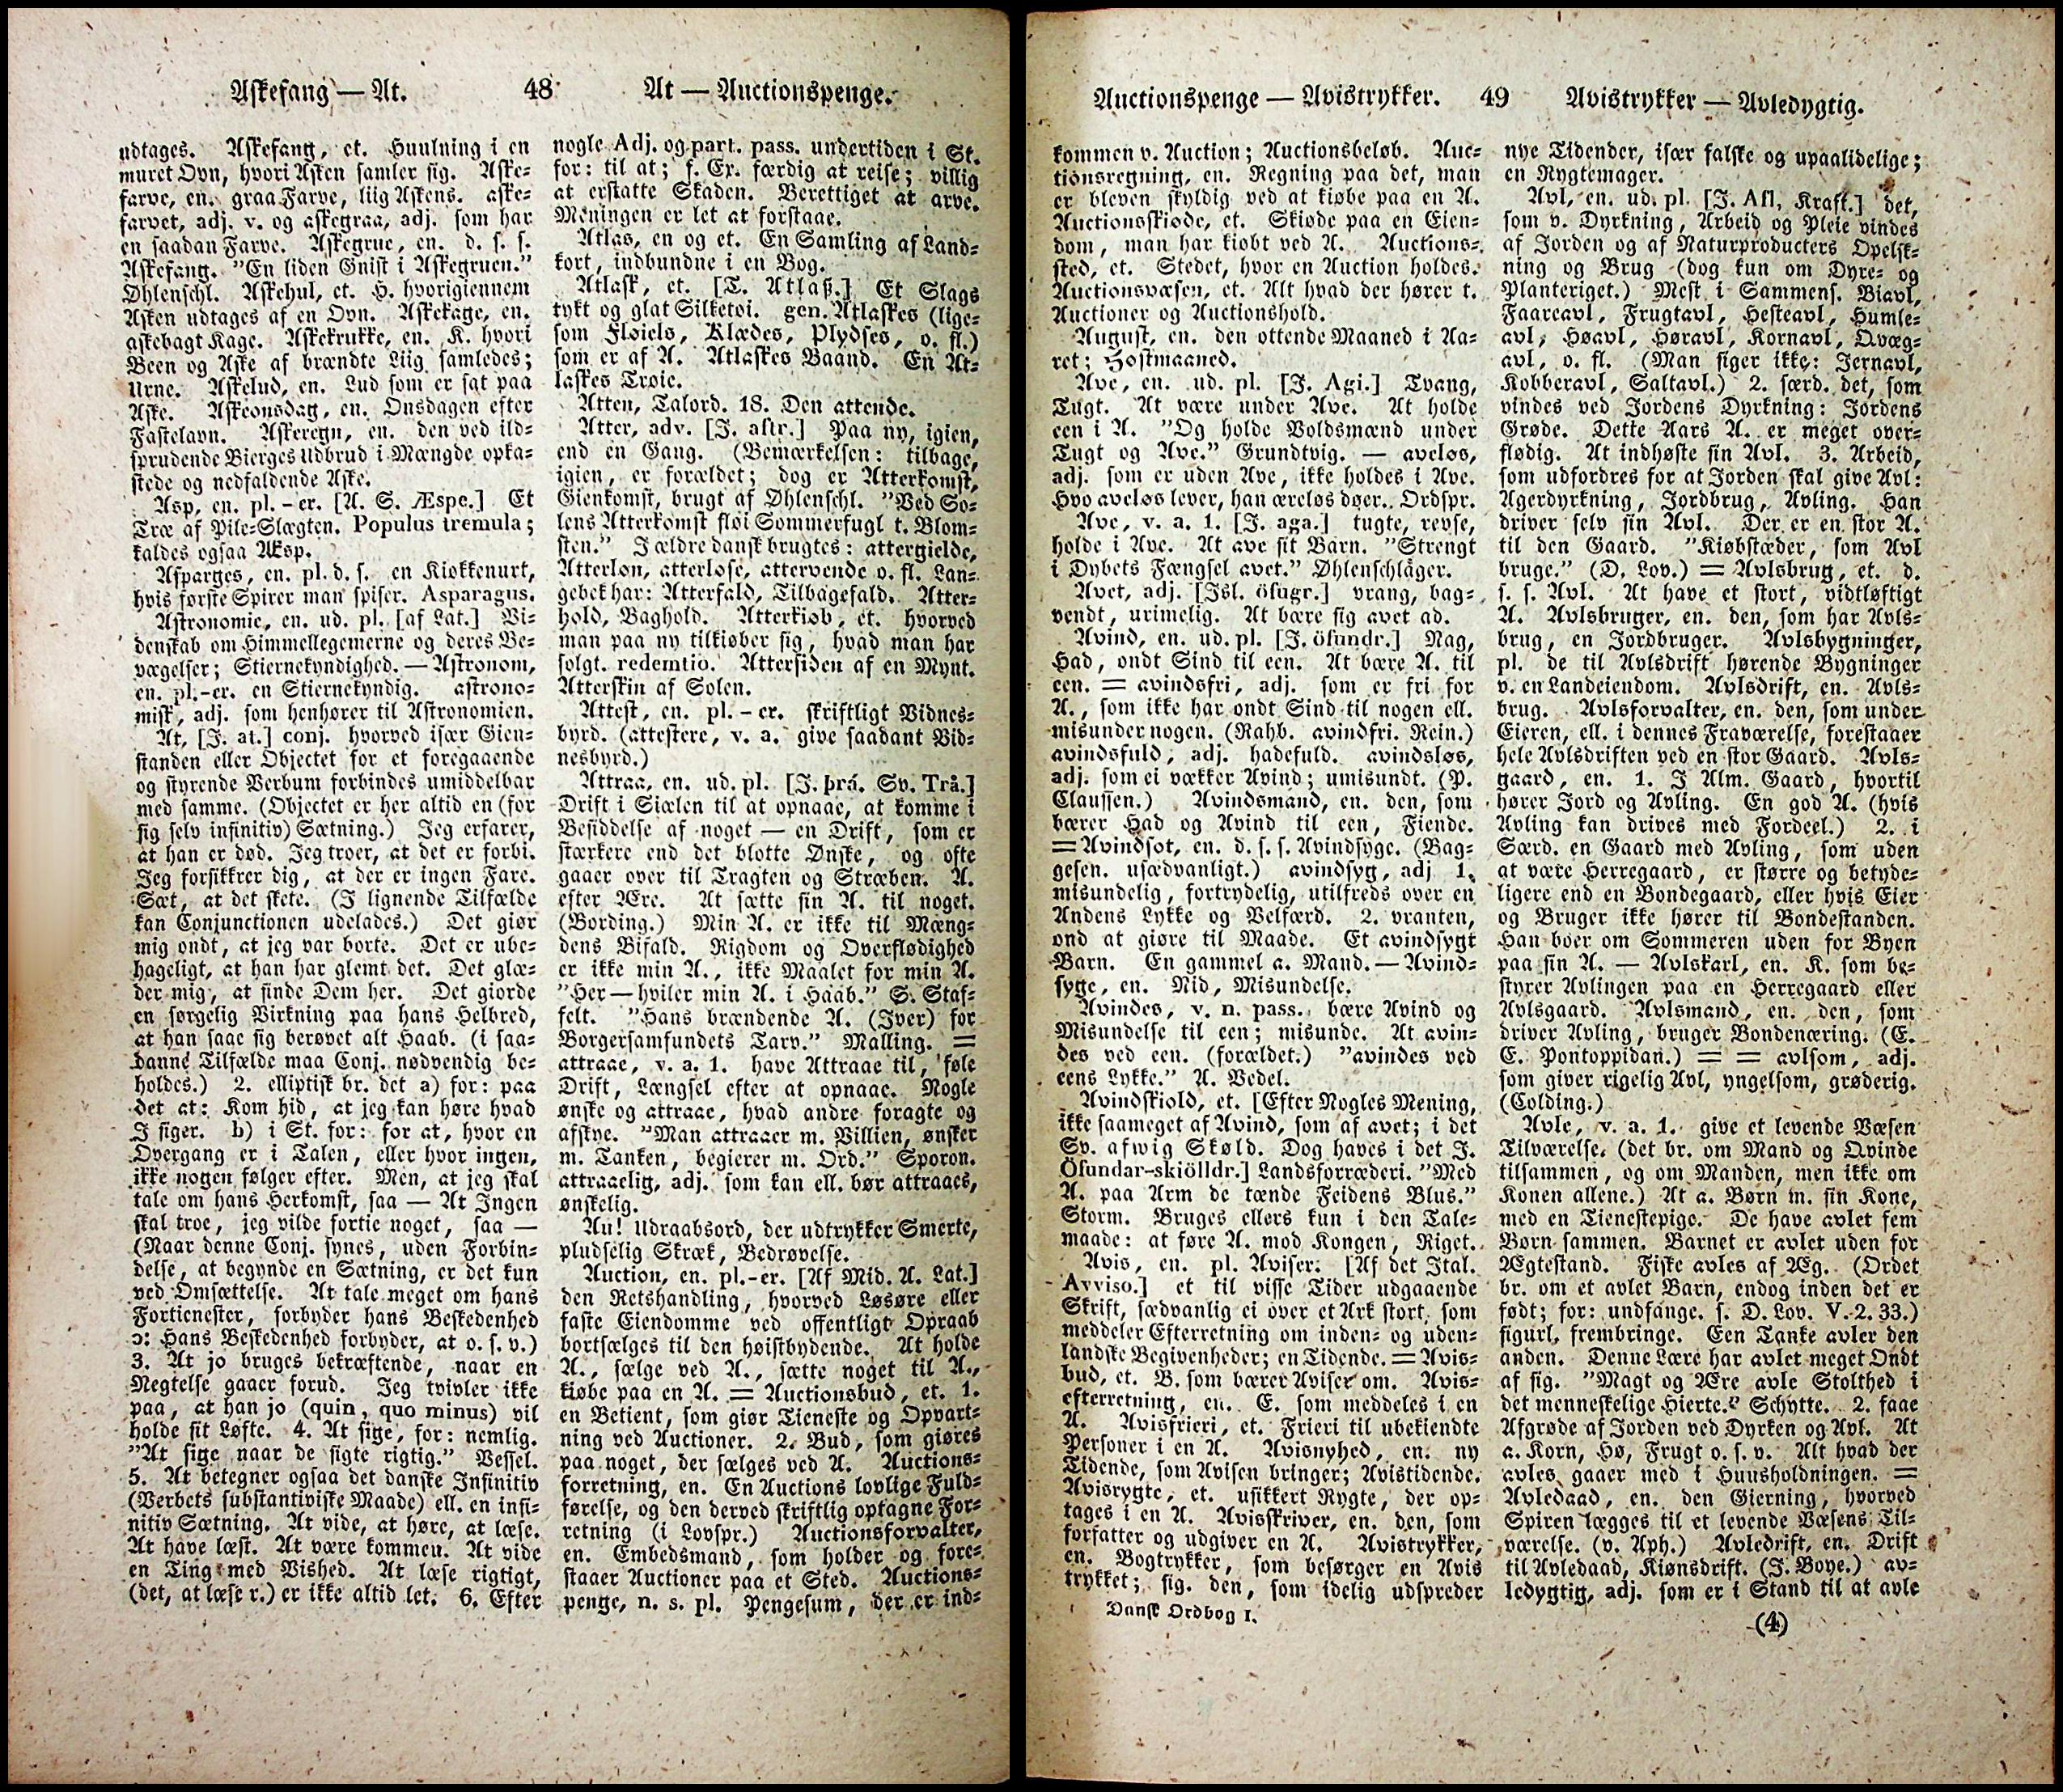 Askefang — At.
48
At — Auctionspenge.
udtages. Askefang, et. Huulning i en
muret Ovn, hvori Asken samler sig. Aske-
farve, en. graa Farve, liig Askens. aske-
farvet, adj. v. og askegraa, adj. som har
en saadan Farve. Askegrue, en. d. s. s.
Askefang. "En liden Gnist i Askegruen."
Øhlenschl. Askehul, et. H. hvorigiennem
Asken udtages af en Ovn. Askekage, en.
askebagt Kage. Askekrukke, en. K. hvori
Been og Aske af brændte Liig samledes;
Urne. Askelud, en. Lud som er sat paa
Aske. Askeonsdag, en. Onsdagen efter
Fastelavn. Askeregn, en. den ved ild-
sprudende Bierges Udbrud i Mængde opka-
stede og nedfaldende Aske.
Asp, en. pl. -er. [A. S. Æspe.] Et
Træ af Pile-Slægten. Populus tremula;
kaldes ogsaa Æsp.
Asparges, en. pl. d. s. en Kiøkkenurt,
hvis første Spirer man spiser. Asparagus.
Astronomie, en. ud. pl. [af Lat.] Vi-
denskab om Himmellegemerne og deres Be-
vægelser; Stiernekyndighed. — Astronom,
en. pl.-er. en Stiernekyndig. astrono-
misk, adj. som henhører til Astronomien.
At, [J. at.] conj. hvorved især Gien-
standen eller Objectet for et foregaaende
og styrende Verbum forbindes umiddelbar
med samme. (Objectet er her altid en (for
sig selv infinitiv) Sætning.) Jeg erfarer,
at han er død. Jeg troer, at det er forbi.
Jeg forsikkrer dig, at der er ingen Fare.
Sæt, at det skete. (I lignende Tilfælde
kan Conjunctionen udelades.) Det giør
mig ondt, at jeg var borte. Det er ube-
hageligt, at han har glemt det. Det glæ-
der mig, at finde Dem her. Det giorde
en sørgelig Virkning paa hans Helbred,
at han saae sig berøvet alt Haab. (i saa-
danne Tilfælde maa Conj. nødvendig be-
holdes.) 2. elliptisk br. det a) for: paa
det at: Kom hid, at jeg kan høre hvad
I siger. b) i St. for: for at, hvor en
Overgang er i Talen, eller hvor ingen,
ikke nogen følger efter. Men, at jeg skal
tale om hans Herkomst, saa — At Ingen
skal troe, jeg vilde fortie noget, saa —
(Naar denne Conj. synes, uden Forbin-
delse, at begynde en Sætning, er det kun
ved Omsættelse. At tale meget om hans
Fortienester, forbyder hans Beskedenhed
ɔ: Hans Beskedenhed forbyder, at o. s. v.)
3. At jo bruges bekræftende, naar en
Negtelse gaaer forud. Jeg tvivler ikke
paa, at han jo (quin, quo minus) vil
holde sit Løfte. 4. At sige, for: nemlig.
"At sige naar de sigte rigtig." Wessel.
5. At betegner ogsaa det danske Infinitiv
(Verbets substantiviske Maade) ell. en infi-
nitiv Sætning. At vide, at høre, at læse.
At have læst. At være kommen. At vide
en Ting med Vished. At læse rigtigt,
(det, at læse r.) er ikke altid let. 6. Efter
nogle Adj. og part. pass. undertiden i St.
for: til at; f. Ex. færdig at reise; villig
at erstatte Skaden. Berettiget at arve.
Meningen er let at forstaae.
Atlas, en og et. En Samling af Land-
kort, indbundne i en Bog.
Atlask, et. [T. Atlaß.] Et Slags
tykt og glat Silketøi. gen. Atlaskes (lige-
som Fløiels, Klædes, Plydses, o. fl.)
som er af A. Atlaskes Baand. En At-
laskes Trøie.
Atten, Talord. 18. Den attende.
Atter, adv. [J. aftr.] Paa ny, igien,
end en Gang. (Bemærkelsen: tilbage,
igien, er forældet; dog er Atterkomst,
Gienkomst, brugt af Øhlenschl. "Ved So-
lens Atterkomst fløi Sommerfugl t. Blom-
sten." I ældre dansk brugtes: attergielde,
Atterløn, atterløse, attervende o. fl. Lan-
gebek har: Atterfald, Tilbagefald. Atter-
hold, Baghold. Atterkiøb, et. hvorved
man paa ny tilkiøber sig, hvad man har
solgt. redemtio. Attersiden af en Mynt.
Atterskin af Solen.
Attest, en. pl. -er. skriftligt Vidnes-
byrd. (attestere, v. a. give saadant Vid-
nesbyrd.)
Attraa, en. ud. pl. [J. þrá. Sv. Trå.]
Drift i Siælen til at opnaae, at komme i
Besiddelse af noget — en Drift, som er
stærkere end det blotte Ønske, og ofte
gaaer over til Tragten og Stræben. A.
efter Ære. At sætte sin A. til noget.
(Bording.) Min A. er ikke til Mæng-
dens Bifald. Rigdom og Overflødighed
er ikke min A., ikke Maalet for min A.
"Her — hviler min A. i Haab." S. Staf-
felt. "Hans brændende A. (Iver) for
Borgersamfundets Tarv." Malling. =
attraae, v. a. 1. have Attraae til, føle
Drift, Længsel efter at opnaae. Nogle
ønske og attraae, hvad andre foragte og
afskye. "Man attraaer m. Villien, ønsker
m. Tanken, begierer m. Ord." Sporon.
attraaelig, adj. som kan ell. bør attraaes,
ønskelig.
Au! Udraabsord, der udtrykker Smerte,
pludselig Skræk, Bedrøvelse.
Auction, en. pl.-er. [Af Mid. A. Lat.]
den Retshandling, hvorved Løsøre eller
faste Eiendomme ved offentligt Opraab
bortsælges til den høistbydende. At holde
A., sælge ved A., sætte noget til A.,
kiøbe paa en A. = Auctionsbud, et. 1.
en Betient, som giør Tieneste og Opvart-
ning ved Auctioner. 2. Bud, som giøres
paa noget, der sælges ved A. Auctions-
forretning, en. En Auctions lovlige Fuld-
førelse, og den derved skriftlig optagne For-
retning (i Lovspr.) Auctionsforvalter,
en. Embedsmand, som holder og fore-
staaer Auctioner paa et Sted. Auctions-
penge, n. s. pl. Pengesum, der er ind-
Auctionspenge — Avistrykker.
49
Avistrykker — Avledygtig.
kommen v. Auction; Auctionsbeløb. Auc-
tionsregning, en. Regning paa det, man
er bleven skyldig ved at kiøbe paa en A.
Auctionsskiøde, et. Skiøde paa en Eien-
dom, man har kiøbt ved A. Auctions-
sted, et. Stedet, hvor en Auction holdes.
Auctionsvæsen, et. Alt hvad der hører t.
Auctioner og Auctionshold.
August, en. den ottende Maaned i Aa-
ret; Høstmaaned.
Ave, en. ud. pl. [J. Agi.] Tvang,
Tugt. At være under Ave. At holde
een i A. "Og holde Voldsmænd under
Tugt og Ave." Grundtvig. — aveløs,
adj. som er uden Ave, ikke holdes i Ave.
Hvo aveløs lever, han æreløs døer. Ordspr.
Ave, v. a. 1. [J. aga.] tugte, revse,
holde i Ave. At ave sit Barn. "Strengt
i Dybets Fængsel avet." Øhlenschläger.
Avet, adj. [Isl. öfugr.] vrang, bag-
vendt, urimelig. At bære sig avet ad.
Avind, en. ud. pl. [J. öfundr.] Nag,
Had, ondt Sind til een. At bære A. til
een. = avindsfri, adj. som er fri for
A., som ikke har ondt Sind til nogen ell.
misunder nogen. (Rahb. avindfri. Rein.)
avindsfuld, adj. hadefuld. avindsløs,
adj. som ei vækker Avind; umisundt. (P.
Claussen.) Avindsmand, en. den, som
bærer Had og Avind til een, Fiende.
= Avindsot, en. d. s. s. Avindsyge. (Bag-
gesen. usædvanligt.) avindsyg, adj 1.
misundelig, fortrydelig, utilfreds over en
Andens Lykke og Velfærd. 2. vranten,
ond at giøre til Maade. Et avindsygt
Barn. En gammel a. Mand. — Avind-
syge, en. Nid, Misundelse.
Avindes, v. n. pass. bære Avind og
Misundelse til een; misunde. At avin-
des ved een. (forældet.) "avindes ved
eens Lykke." A. Vedel.
Avindskiold, et. [Efter Nogles Mening,
ikke saameget af Avind, som af avet; i det
Sv. afwig Skøld. Dog haves i det J.
Öfundar-skiölldr.] Landsforræderi. "Med
A. paa Arm de tænde Feidens Blus."
Storm. Bruges ellers kun i den Tale-
maade: at føre A. mod Kongen, Riget.
Avis, en. pl. Aviser. [Af det Ital.
Avviso.] et til visse Tider udgaaende
Skrift, sædvanlig ei over et Ark stort, som
meddeler Efterretning om inden- og uden-
landske Begivenheder; en Tidende. = Avis-
bud, et. B. som bærer Aviser om. Avis-
efterretning, en. E. som meddeles i en
A. Avisfrieri, et. Frieri til ubekiendte
Personer i en A. Avisnyhed, en. ny
Tidende, som Avisen bringer; Avistidende.
Avisrygte, et. usikkert Rygte, der op-
tages i en A. Avisskriver, en. den, som
forfatter og udgiver en A. Avistrykker,
en. Bogtrykker, som besørger en Avis
trykket; fig. den, som idelig udspreder
Dansk Ordbog I.
nye Tidender, især falske og upaalidelige;
en Rygtemager.
Avl, en. ud. pl. [J. Afl, Kraft.] det,
som v. Dyrkning, Arbeid og Pleie vindes
af Jorden og af Naturproducters Opelsk-
ning og Brug (dog kun om Dyre- og
Planteriget.) Mest i Sammens. Biavl,
Faareavl, Frugtavl, Hesteavl, Humle-
avl, Høavl, Høravl, Kornavl, Qvæg-
avl, o. fl. (Man siger ikke: Jernavl,
Kobberavl, Saltavl.) 2. særd. det, som
vindes ved Jordens Dyrkning: Jordens
Grøde. Dette Aars A. er meget over-
flødig. At indhøste sin Avl. 3. Arbeid,
som udfordres for at Jorden skal give Avl:
Agerdyrkning, Jordbrug, Avling. Han
driver selv sin Avl. Der er en stor A.
til den Gaard. "Kiøbstæder, som Avl
bruge." (D. Lov.) = Avlsbrug, et. d.
s. s. Avl. At have et stort, vidtløftigt
A. Avlsbruger, en. den, som har Avls-
brug, en Jordbruger. Avlsbygninger,
pl. de til Avlsdrift hørende Bygninger
v. en Landeiendom. Avlsdrift, en. Avls-
brug. Avlsforvalter, en. den, som under
Eieren, ell. i dennes Fraværelse, forestaaer
hele Avlsdriften ved en stor Gaard. Avls-
gaard, en. 1. I Alm. Gaard, hvortil
hører Jord og Avling. En god A. (hvis
Avling kan drives med Fordeel.) 2. i
Særd. en Gaard med Avling, som uden
at være Herregaard, er større og betyde-
ligere end en Bondegaard, eller hvis Eier
og Bruger ikke hører til Bondestanden.
Han boer om Sommeren uden for Byen
paa sin A. — Avlskarl, en. K. som be-
styrer Avlingen paa en Herregaard eller
Avlsgaard. Avlsmand, en. den, som
driver Avling, bruger Bondenæring. (E.
E. Pontoppidan.) = = avlsom, adj.
som giver rigelig Avl, yngelsom, grøderig.
(Colding.)
Avle, v. a. 1. give et levende Væsen
Tilværelse. (det br. om Mand og Qvinde
tilsammen, og om Manden, men ikke om
Konen allene.) At a. Børn m. sin Kone,
med en Tienestepige. De have avlet fem
Børn sammen. Barnet er avlet uden for
Ægtestand. Fiske avles af Æg. (Ordet
br. om et avlet Barn, endog inden det er
født; for: undfange. s. D. Lov. V. 2. 33.)
figurl. frembringe. Een Tanke avler den
anden. Denne Lære har avlet meget Ondt
af sig. "Magt og Ære avle Stolthed i
det menneskelige Hierte." Schytte. 2. faae
Afgrøde af Jorden ved Dyrken og Avl. At
a. Korn, Hø, Frugt o. s. v. Alt hvad der
avles gaaer med i Huusholdningen. =
Avledaad, en. den Gierning, hvorved
Spiren lægges til et levende Væsens Til-
værelse. (v. Aph.) Avledrift, en. Drift
til Avledaad, Kiønsdrift. (J. Boye.) av-
ledygtig, adj. som er i Stand til at avle
(4)